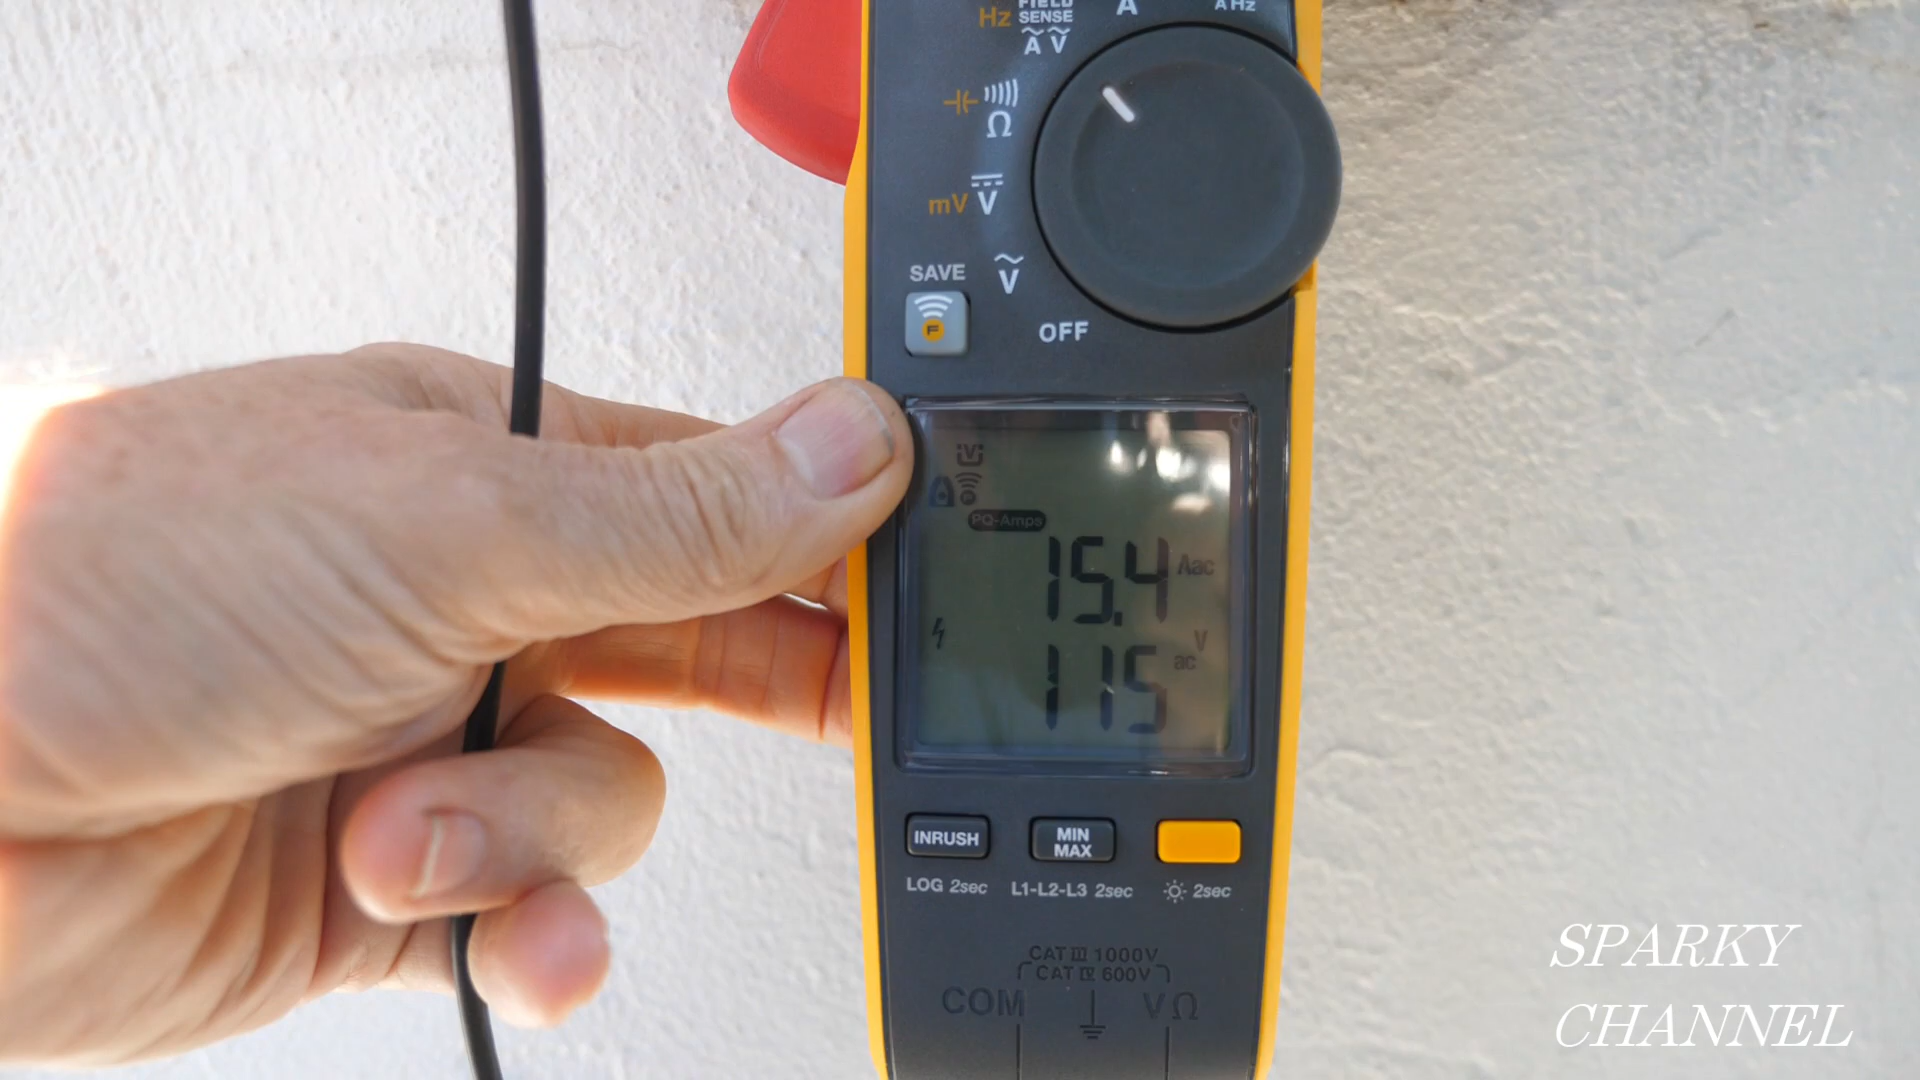 Hz FIELD SENSE A V
A
A Hz
Ω
mV V
SAVE
F
V
OFF
V
PQ-Amps
15.4 Aac
115 V ac
INRUSH
MIN MAX
LOG 2sec
L1-L2-L3 2sec
2sec
CAT III 1000V
CAT IV 600V
COM
VΩ
SPARKY
CHANNEL